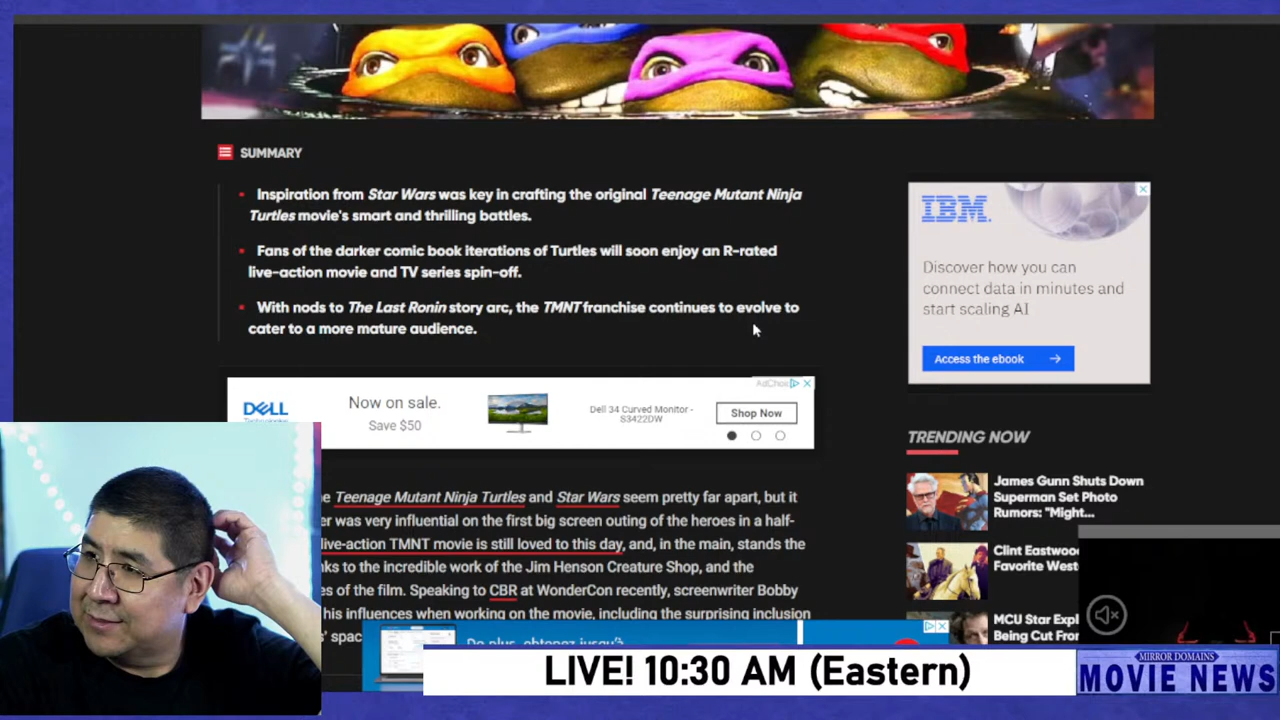 SUMMARY
Inspiration from Star Wars was key in crafting the original Teenage Mutant Ninja
Turtles movie's smart and thrilling battles.
Fans of the darker comic book iterations of Turtles will soon enjoy an R-rated
live-action movie and TV series spin-off.
With nods to The Last Ronin story arc, the TMNT franchise continues to evolve to
cater to a more mature audience.
IBM
Discover how you can
connect data in minutes and
start scaling AI
Access the ebook
DELL
Now on sale.
Save $50
Dell 34 Curved Monitor -
S3422DW
Shop Now
Teenage Mutant Ninja Turtles and Star Wars seem pretty far apart, but it
was very influential on the first big screen outing of the heroes in a half-
live-action TMNT movie is still loved to this day, and, in the main, stands the
to the incredible work of the Jim Henson Creature Shop, and the
of the film. Speaking to CBR at WonderCon recently, screenwriter Bobby
his influences when working on the movie, including the surprising inclusion
TRENDING NOW
James Gunn Shuts Down
Superman Set Photo
Rumors: "Might...
Clint Eastwood
Favorite West
MCU Star Expl
Being Cut From
De plus, obtenez jusqu'à
LIVE! 10:30 AM (Eastern)
MIRROR DOMAINS
MOVIE NEWS